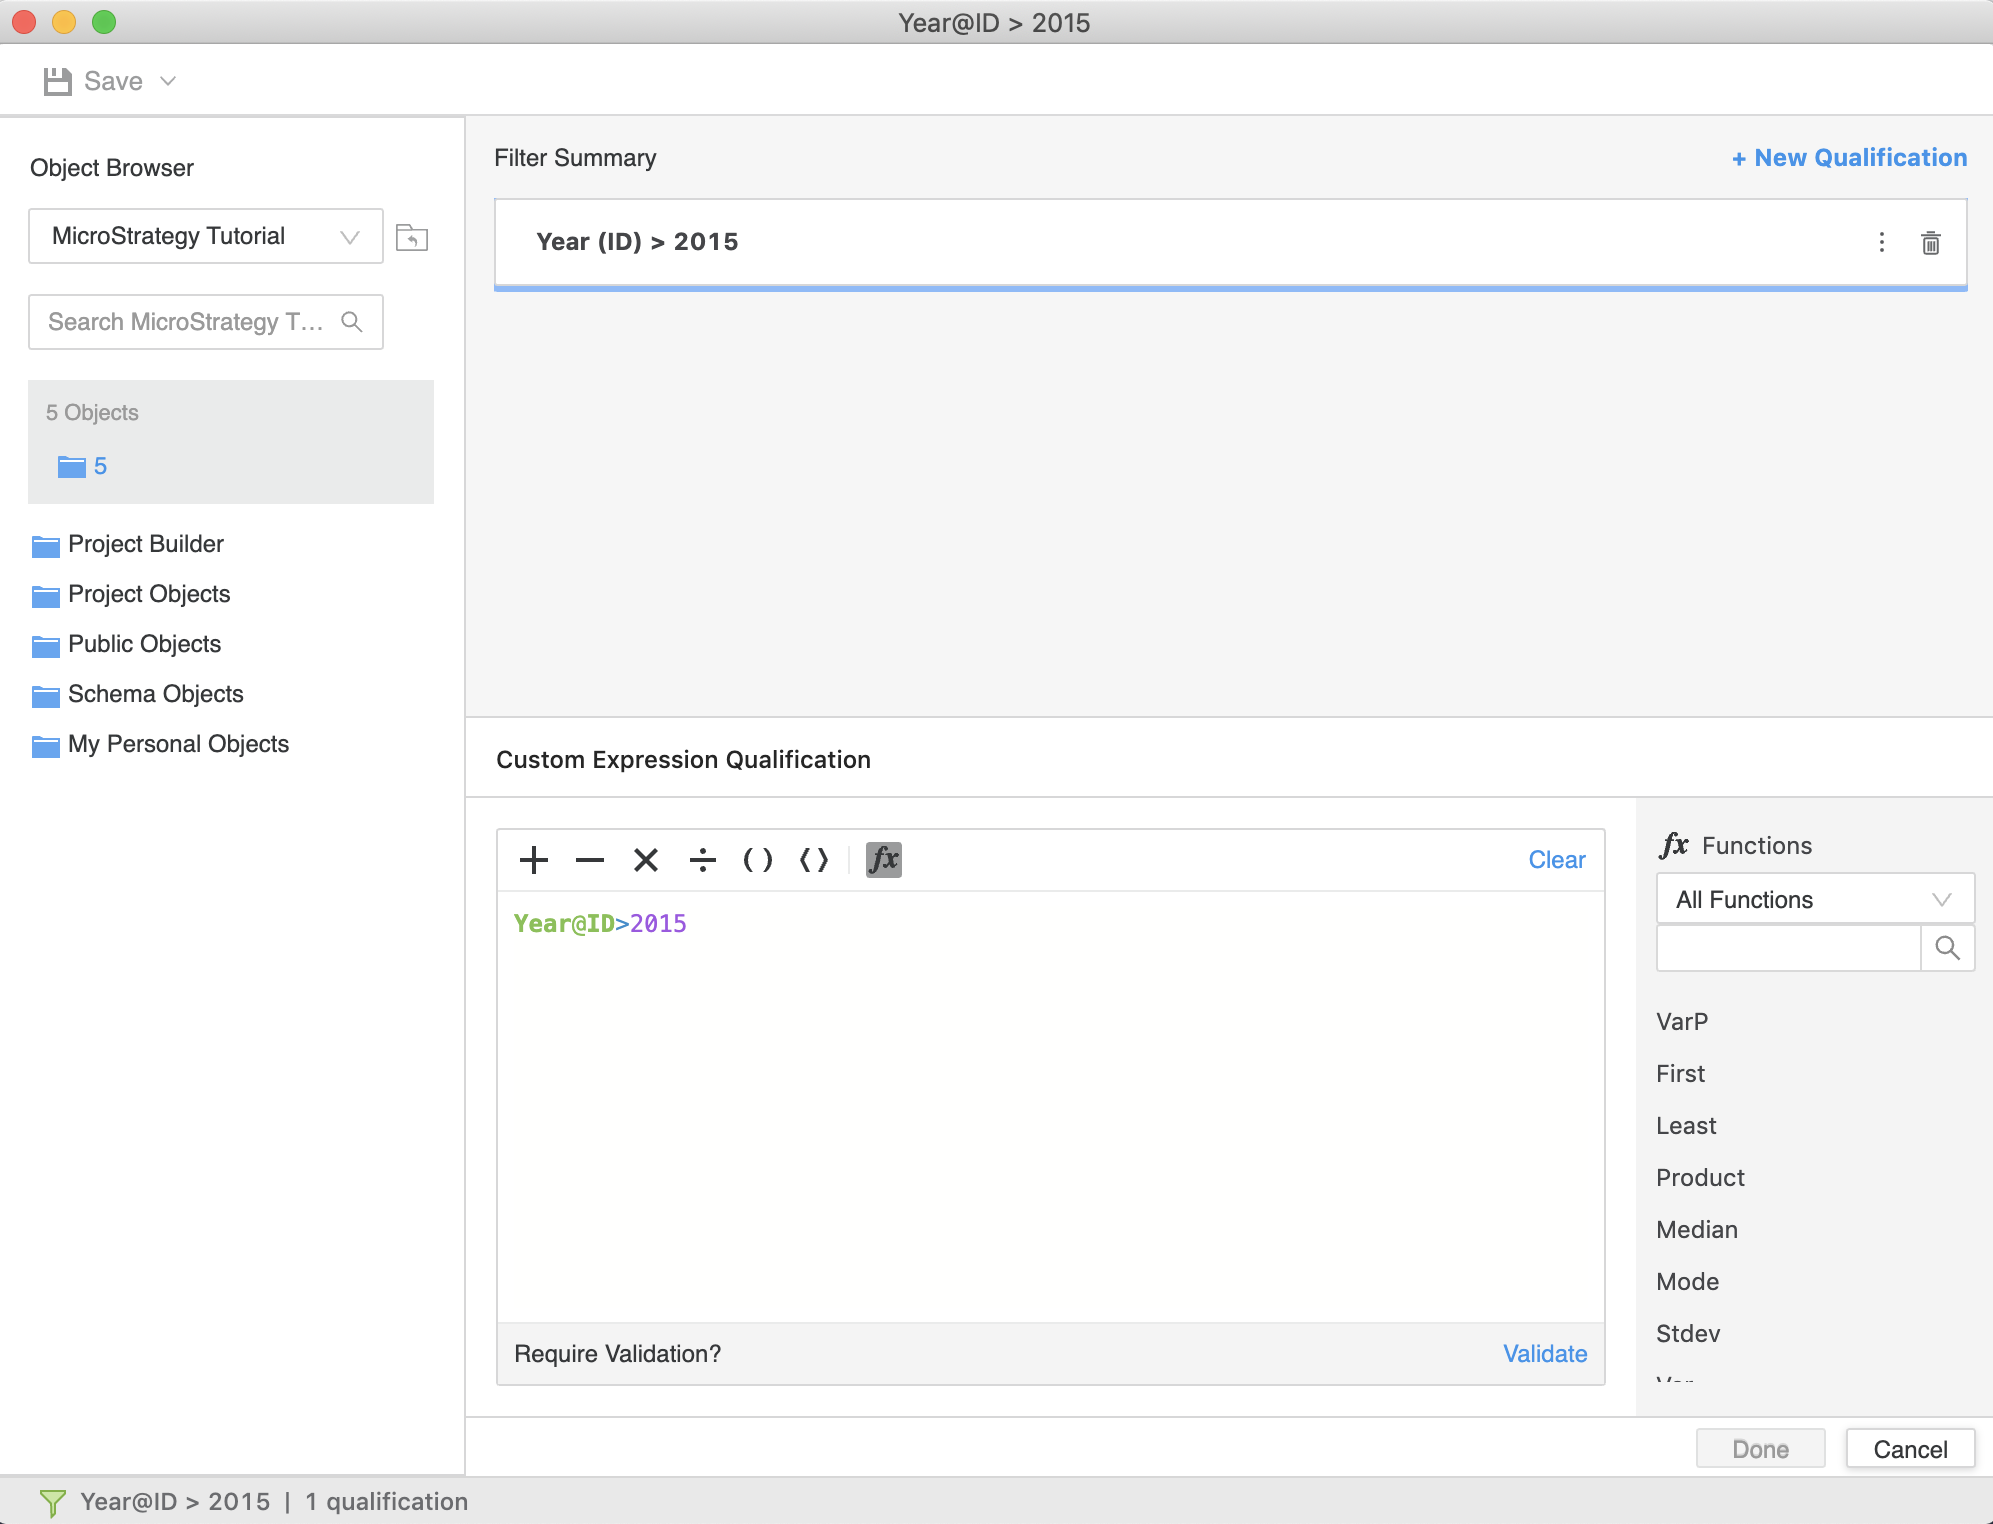 Year@ID > 2015
Save
Object Browser
MicroStrategy Tutorial
Search MicroStrategy T...
5 Objects
5
Project Builder
Project Objects
Public Objects
Schema Objects
My Personal Objects
Filter Summary
+ New Qualification
Year (ID) > 2015
Custom Expression Qualification
fx
Clear
Year@ID>2015
Require Validation?
Validate
fx Functions
All Functions
VarP
First
Least
Product
Median
Mode
Stdev
Done
Cancel
Year@ID > 2015 | 1 qualification